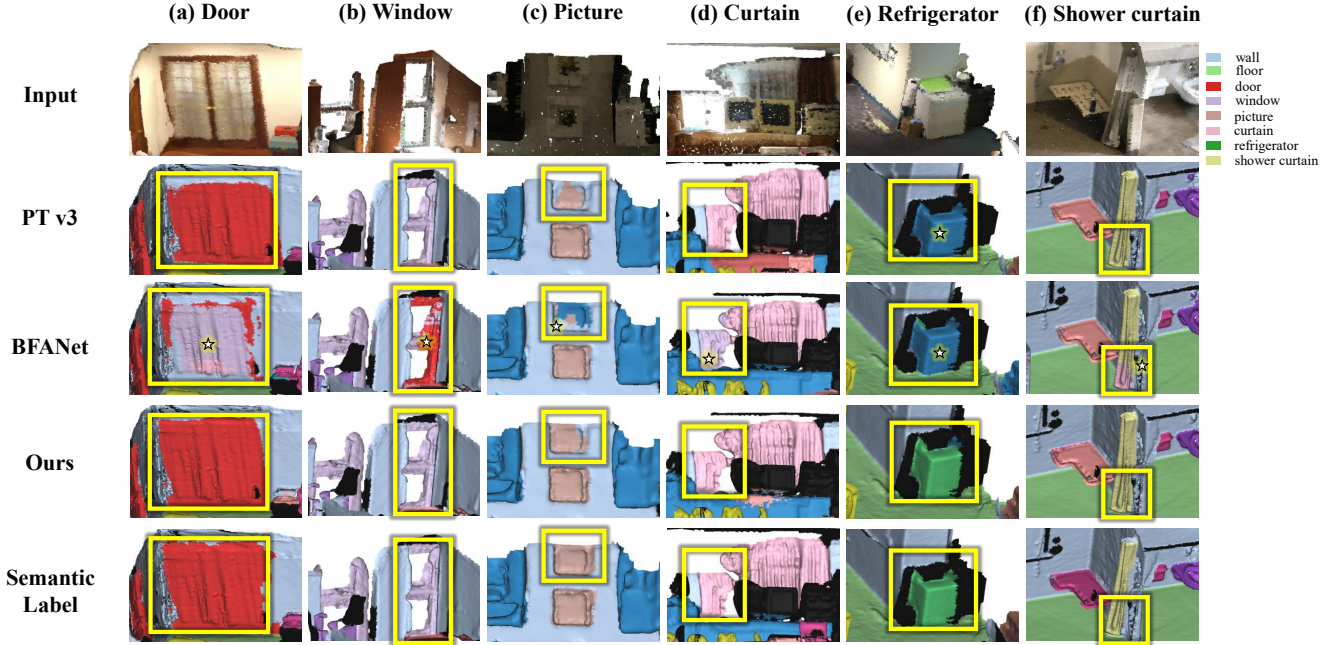 (a) Door
(b) Window
(c) Picture
(d) Curtain
(e) Refrigerator
(f) Shower curtain
Input
wall
floor
door
window
picture
curtain
refrigerator
shower curtain
PT v3
BFANet
Ours
Semantic
Label